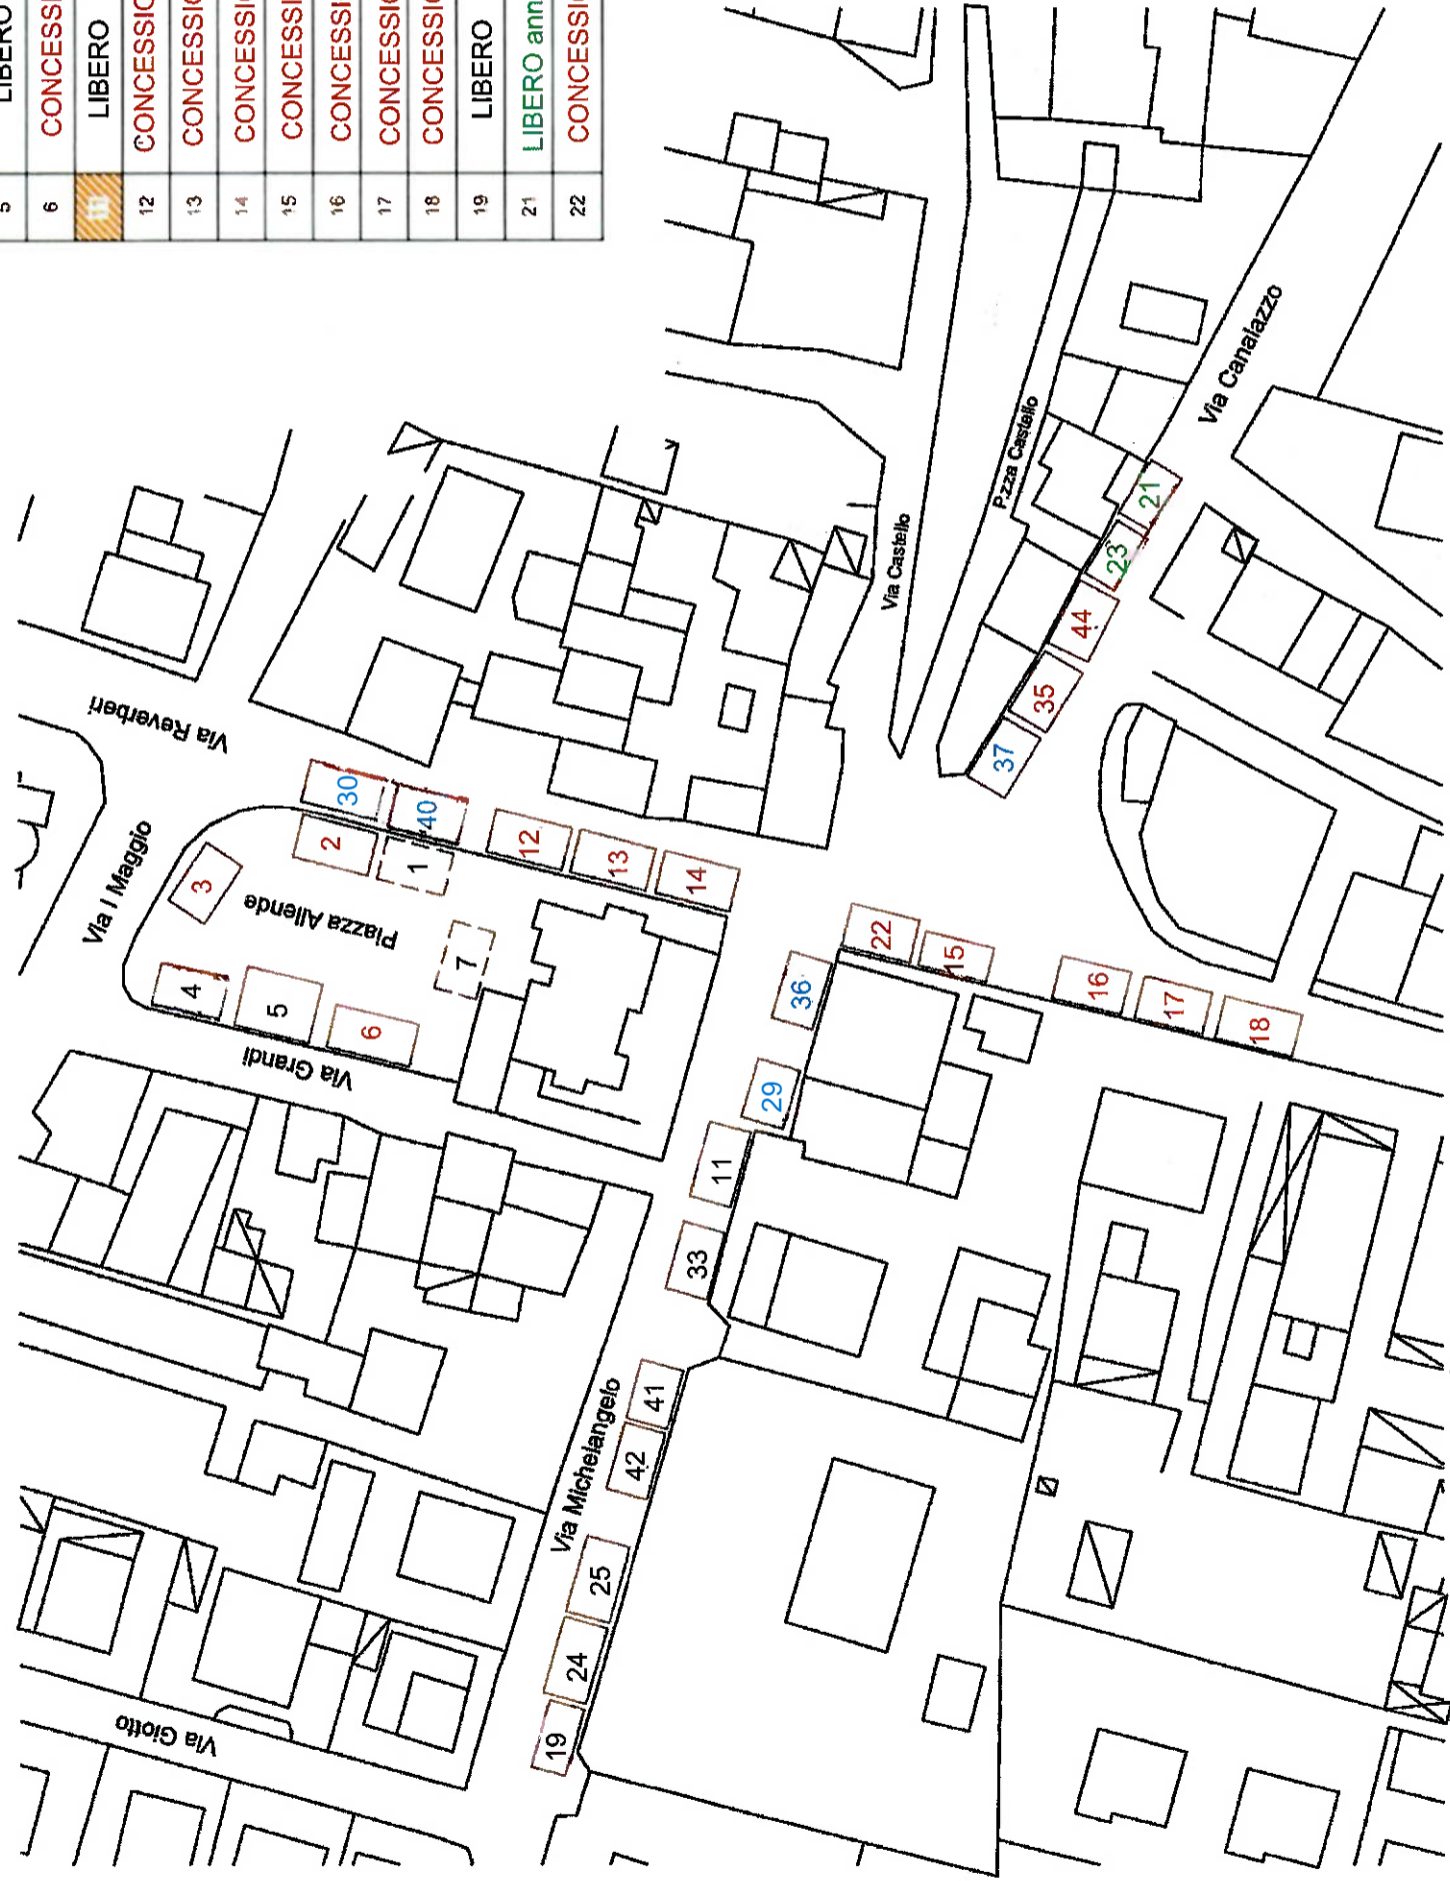 5 LIBERO
6 CONCESSI
LIBERO
12 CONCESSIO
13 CONCESSIO
14 CONCESSI
15 CONCESSI
16 CONCESSI
17 CONCESSIO
18 CONCESSIO
19 LIBERO
21 LIBERO ann
22 CONCESSI
Via Reverberi
Via I Maggio
Piazza Allende
Via Grandi
Via Giotto
Via Michelangelo
Via Castello
P.zza Castello
Via Canalazzo
30
40
2
1
3
4
5
6
7
12
13
14
22
15
16
17
18
36
29
11
33
41
42
25
24
19
37
35
44
23
21